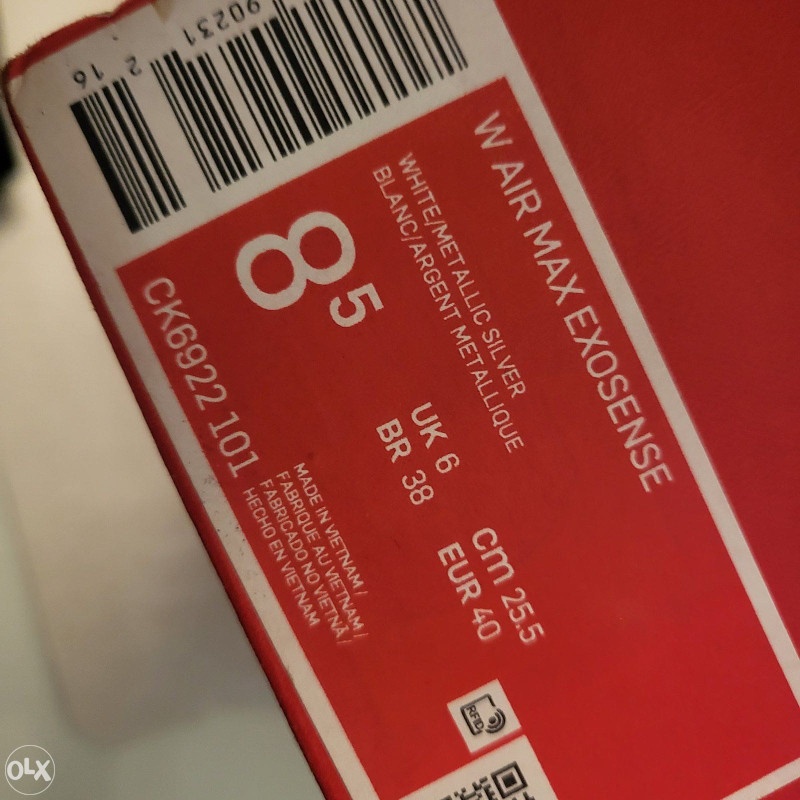 W AIR MAX EXOSENSE
WHITE/METALLIC SILVER
BLANC/ARGENT METALLIQUE
8 5
UK 6
BR 38
cm 25.5
EUR 40
CK6922 101
MADE IN VIETNAM/
FABRIQUE AU VIETNAM/
FABRICADO NO VIETNÃ/
HECHO EN VIETNAM
90231 2 16
RFID
OLX